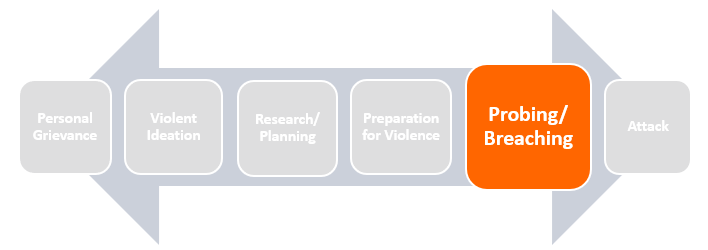 Personal
Grievance
Violent
Ideation
Research/
Planning
Preparation
for Violence
Probing/
Breaching
Attack